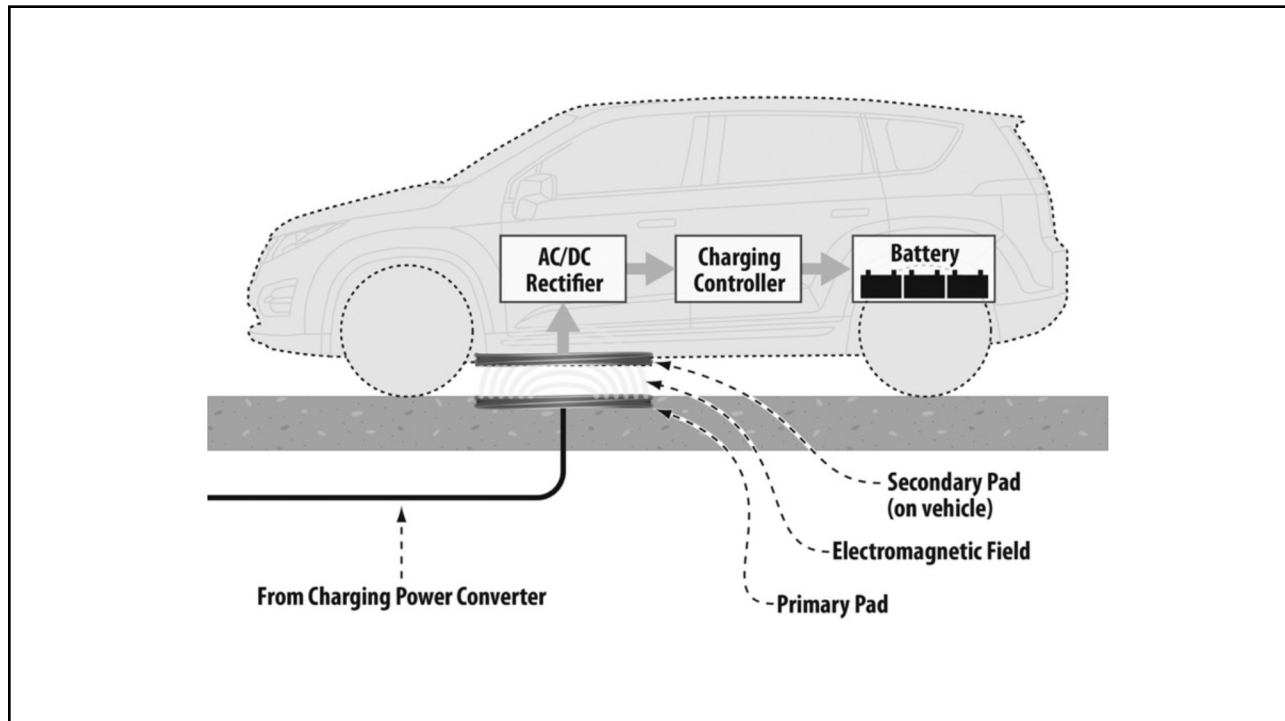 AC/DC
Rectifier
Charging
Controller
Battery
Secondary Pad
(on vehicle)
Electromagnetic Field
From Charging Power Converter
Primary Pad